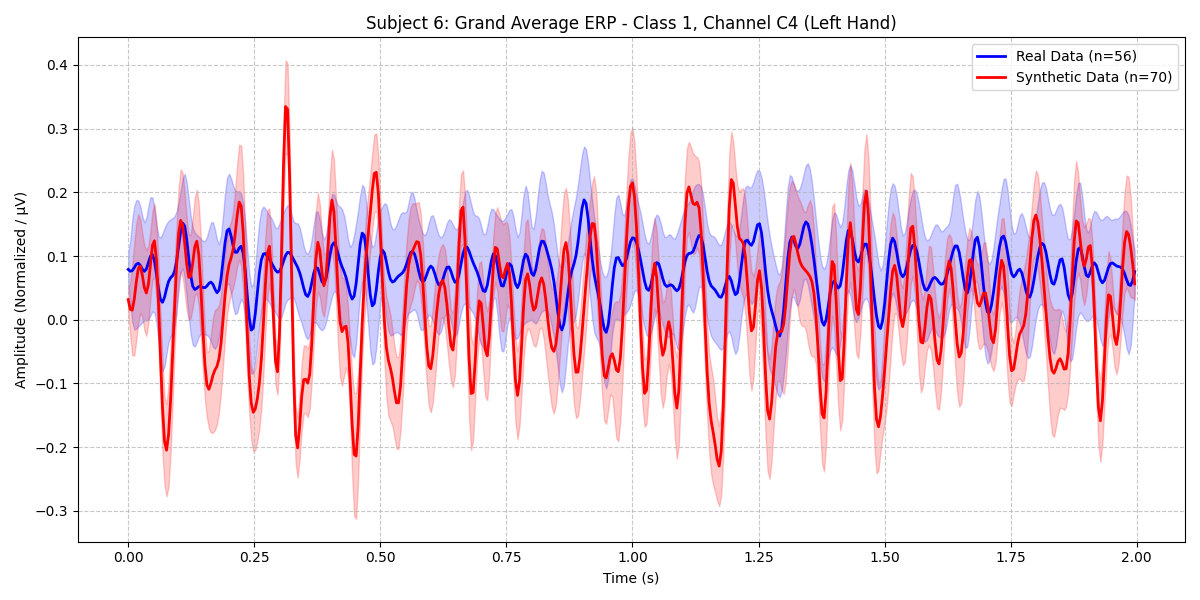 Subject 6: Grand Average ERP - Class 1, Channel C4 (Left Hand)
Real Data (n=56)
Synthetic Data (n=70)
Amplitude (Normalized / µV)
0.4
0.3
0.2
0.1
0.0
−0.1
−0.2
−0.3
0.00 0.25 0.50 0.75 1.00 1.25 1.50 1.75 2.00
Time (s)